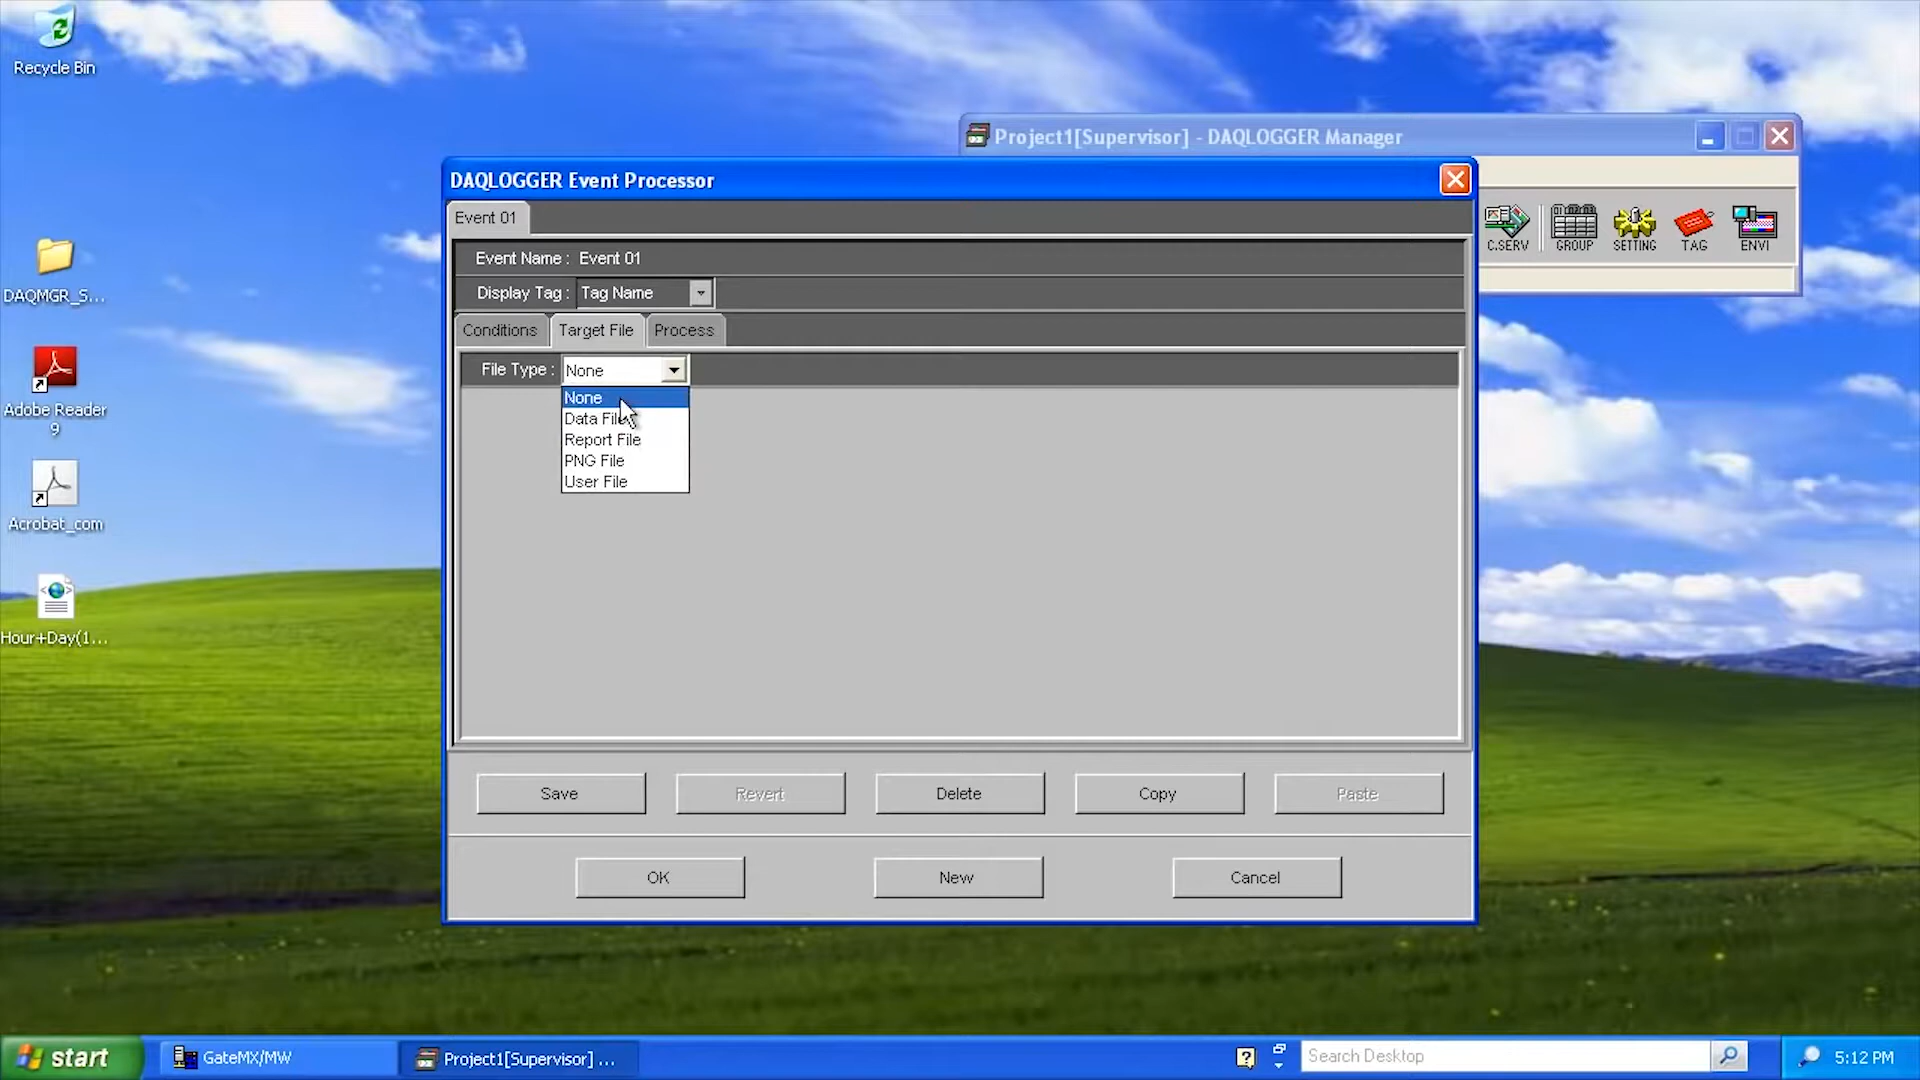 Recycle Bin
DAQMGR_S...
Adobe Reader
9
Acrobat_com
Hour+Day(1...
Project1[Supervisor] - DAQLOGGER Manager
C.SERV GROUP SETTING TAG ENVI
DAQLOGGER Event Processor
Event 01
Event Name : Event 01
Display Tag : Tag Name
Conditions Target File Process
File Type : None
None
Data File
Report File
PNG File
User File
Save Revert Delete Copy Paste
OK New Cancel
start GateMX/MW Project1[Supervisor] ... Search Desktop 5:12 PM